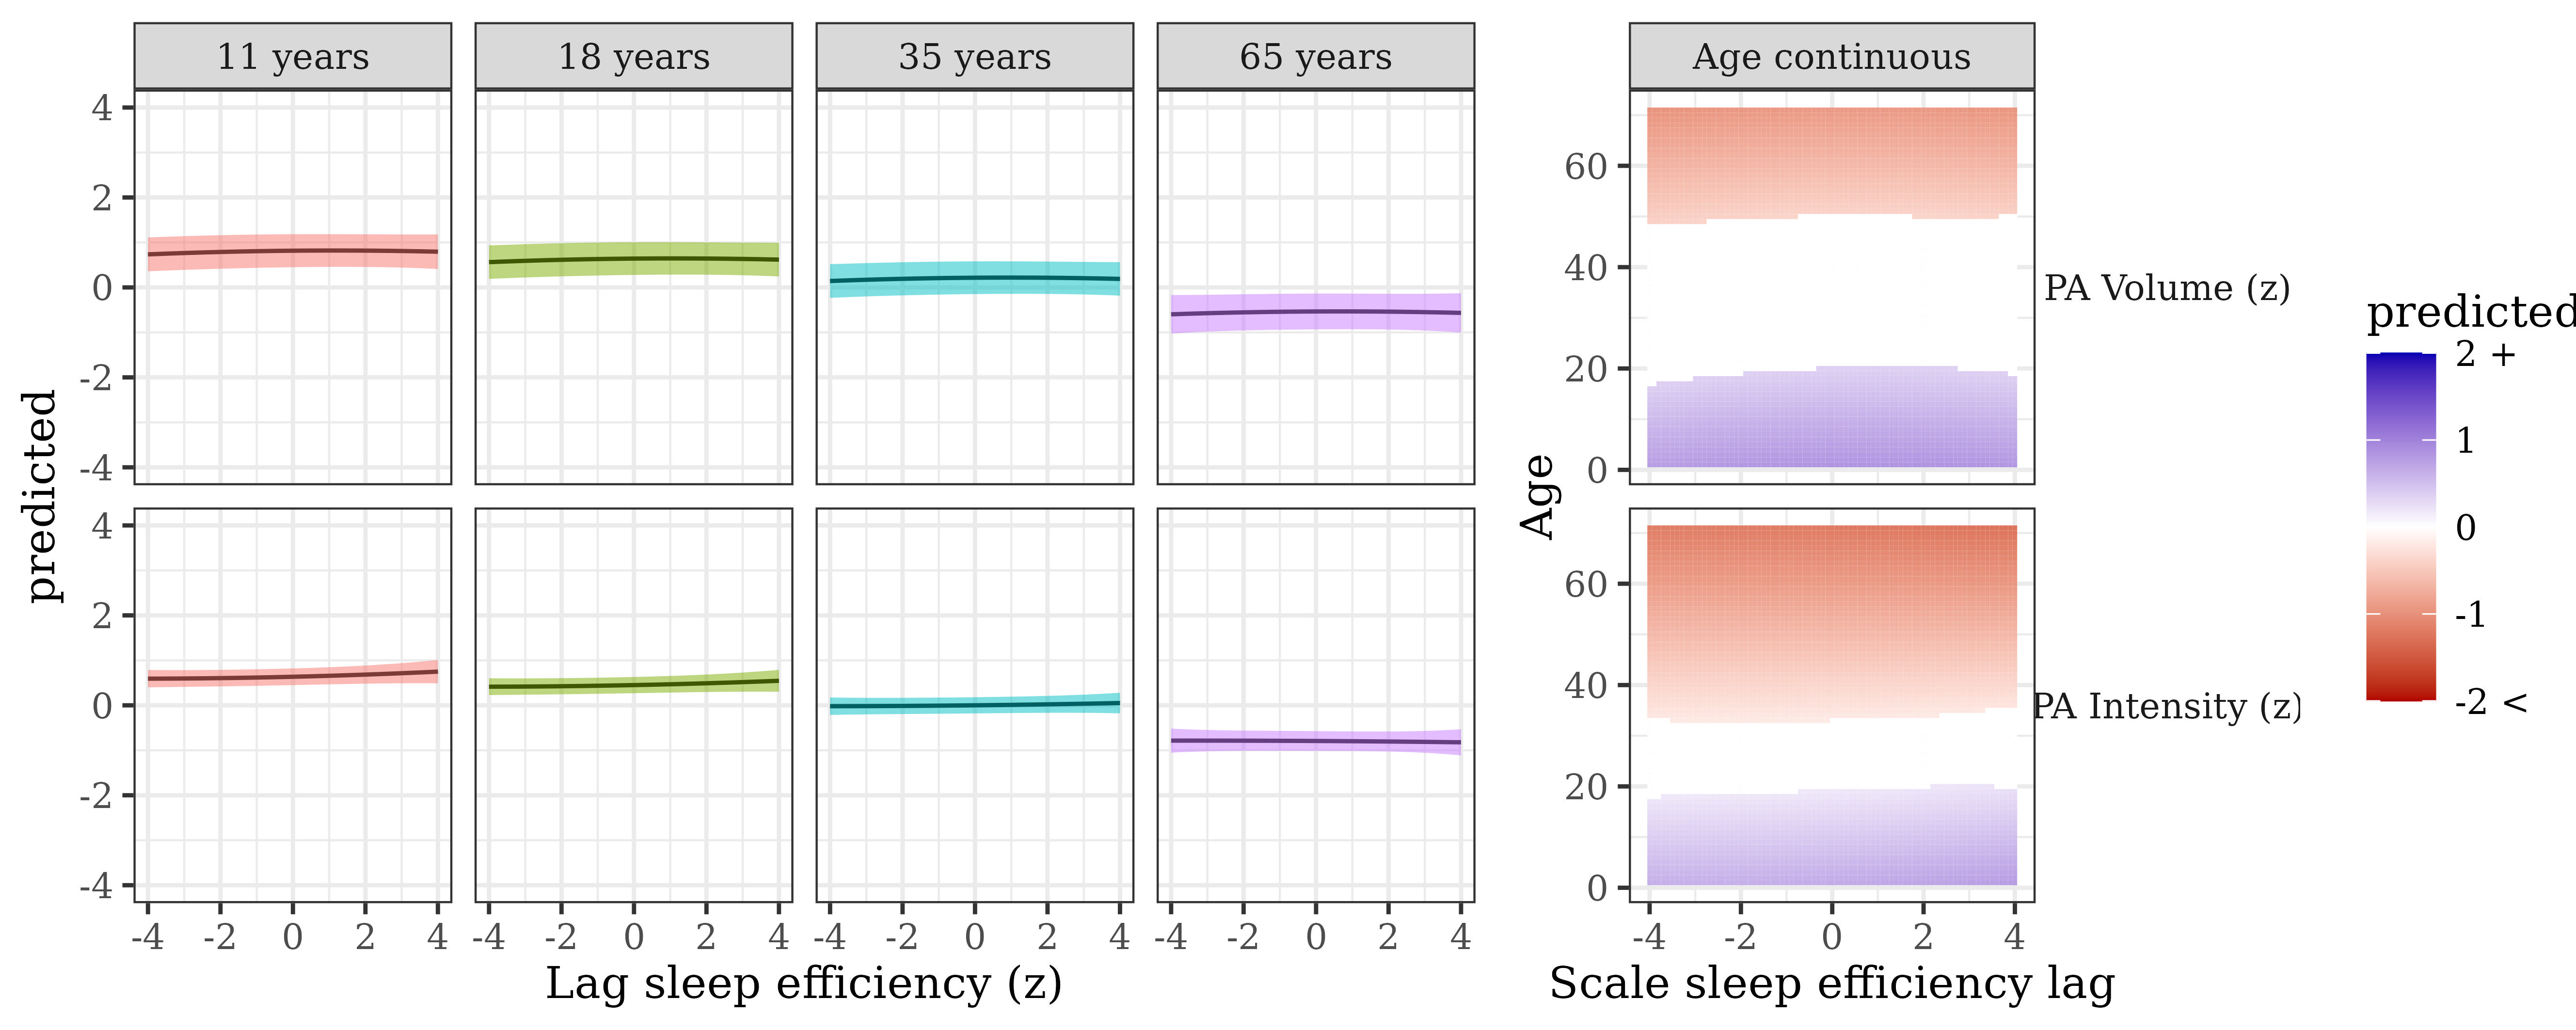 11 years 18 years 35 years 65 years Age continuous
4
2
0
-2
-4
4
2
0
-2
-4
predicted
-4 -2 0 2 4 -4 -2 0 2 4 -4 -2 0 2 4 -4 -2 0 2 4
Lag sleep efficiency (z)
60
40
20
0
60
40
20
0
Age
-4 -2 0 2 4
Scale sleep efficiency lag
PA Volume (z)
PA Intensity (z)
predicted
2 +
1
0
-1
-2 <